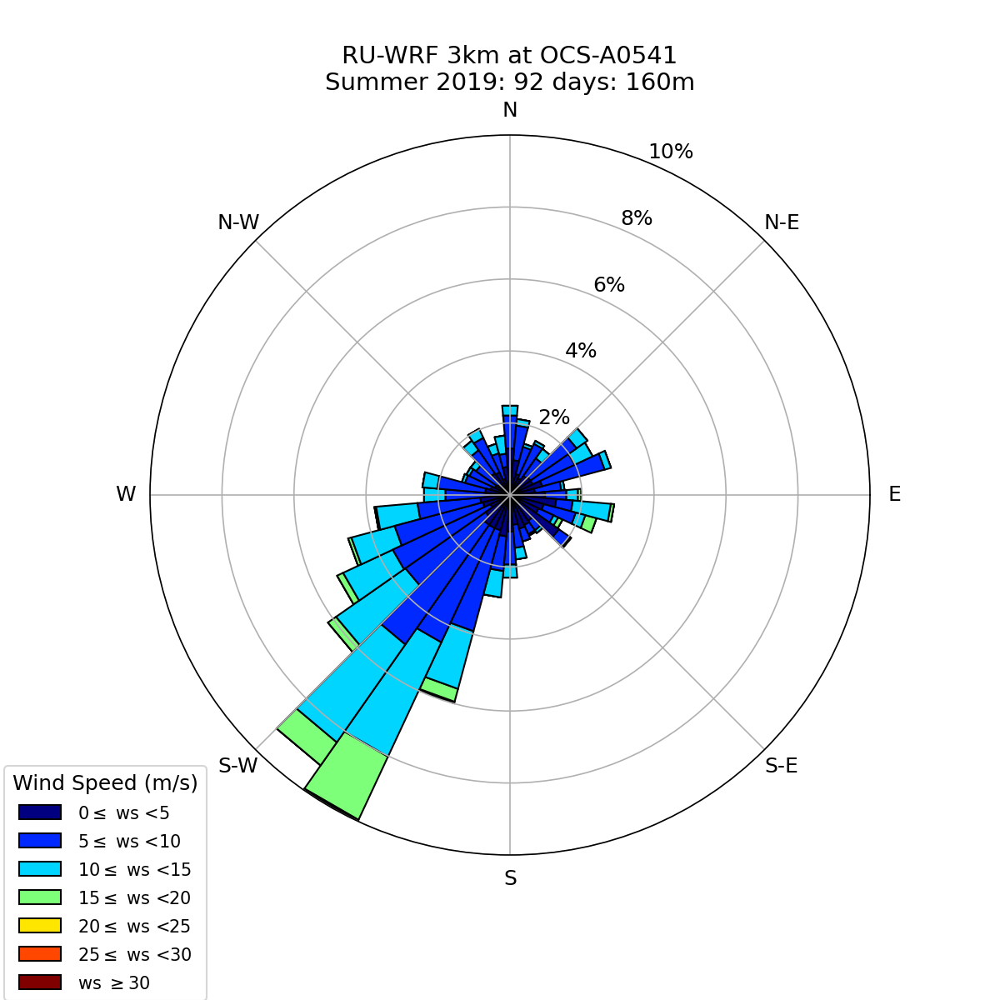 RU-WRF 3km at OCS-A0541
Summer 2019: 92 days: 160m
N
10%
8%
N-W
N-E
6%
4%
2%
W
E
S-W
S-E
Wind Speed (m/s)
0 ≤ ws <5
5 ≤ ws <10
10 ≤ ws <15
S
15 ≤ ws <20
20 ≤ ws <25
25 ≤ ws <30
ws ≥ 30